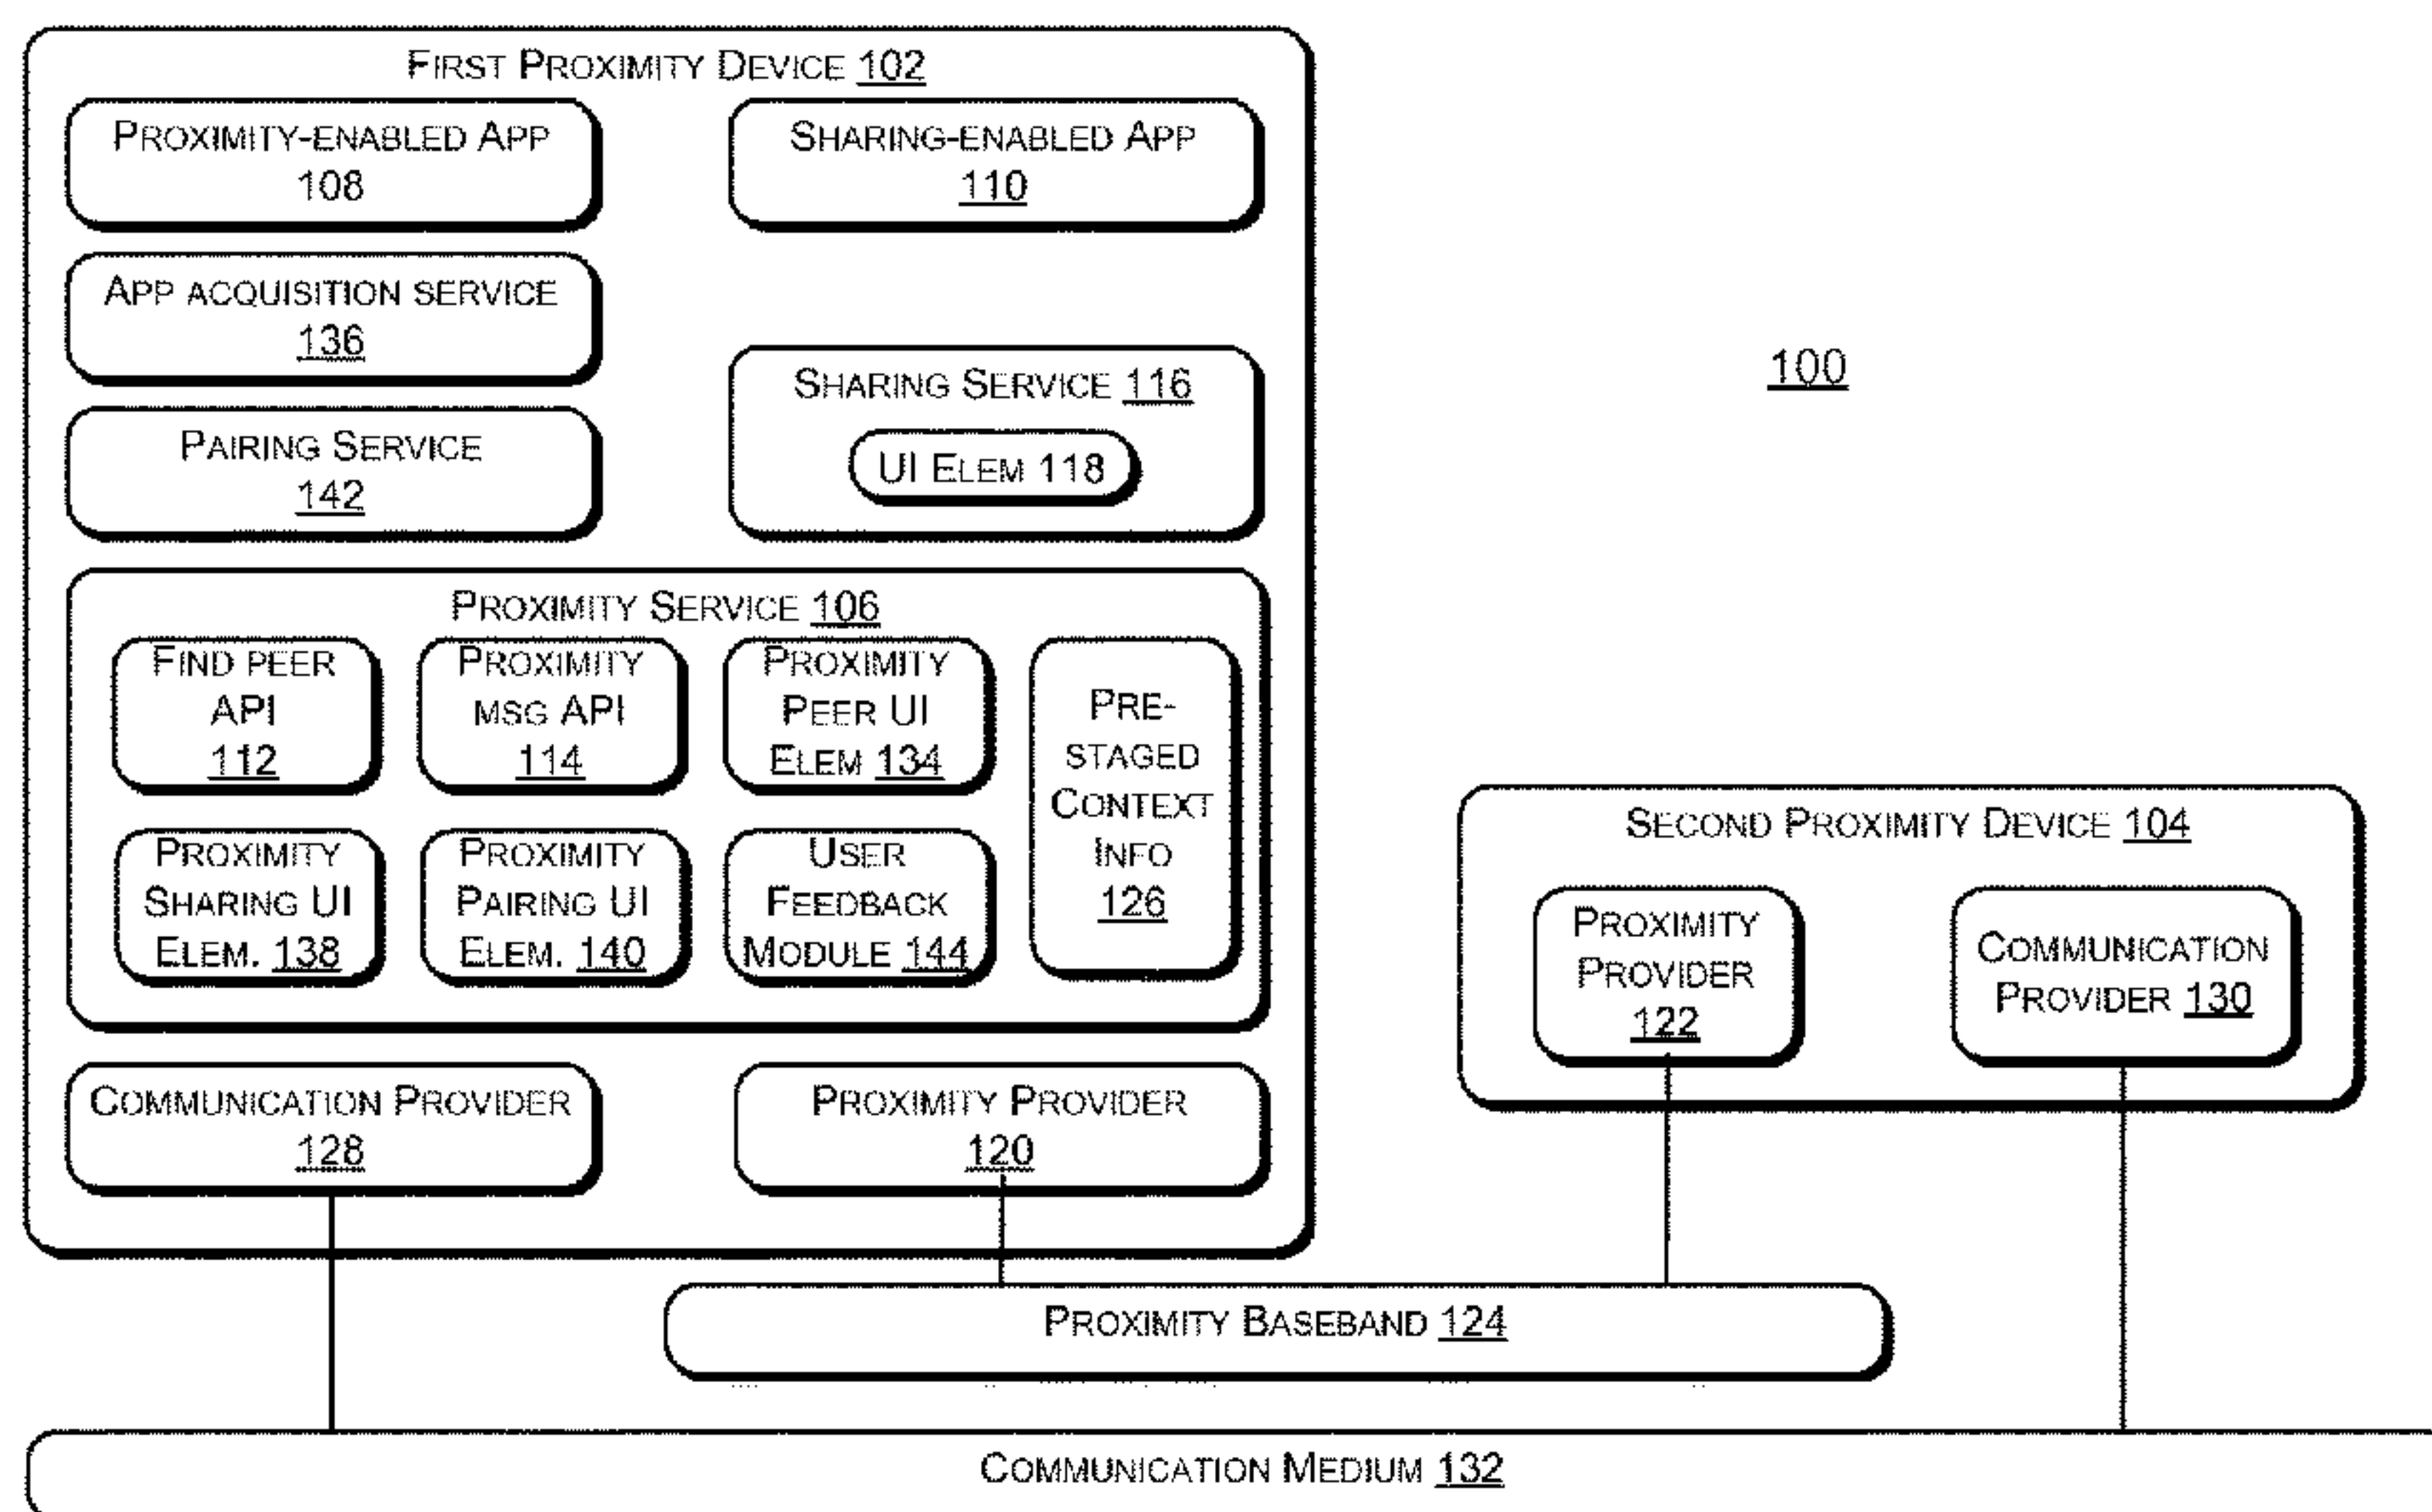 First Proximity Device 102
Proximity-enabled App
108
Sharing-enabled App
110
App acquisition service
136
Sharing Service 116
UI Elem 118
Pairing Service
142
100
Proximity Service 106
Find peer
API
112
Proximity
msg API
114
Proximity
Peer UI
Elem 134
Pre-
staged
Context
Info
126
Proximity
Sharing UI
Elem. 138
Proximity
Pairing UI
Elem. 140
User
Feedback
Module 144
Second Proximity Device 104
Proximity
Provider
122
Communication
Provider 130
Communication Provider
128
Proximity Provider
120
Proximity Baseband 124
Communication Medium 132